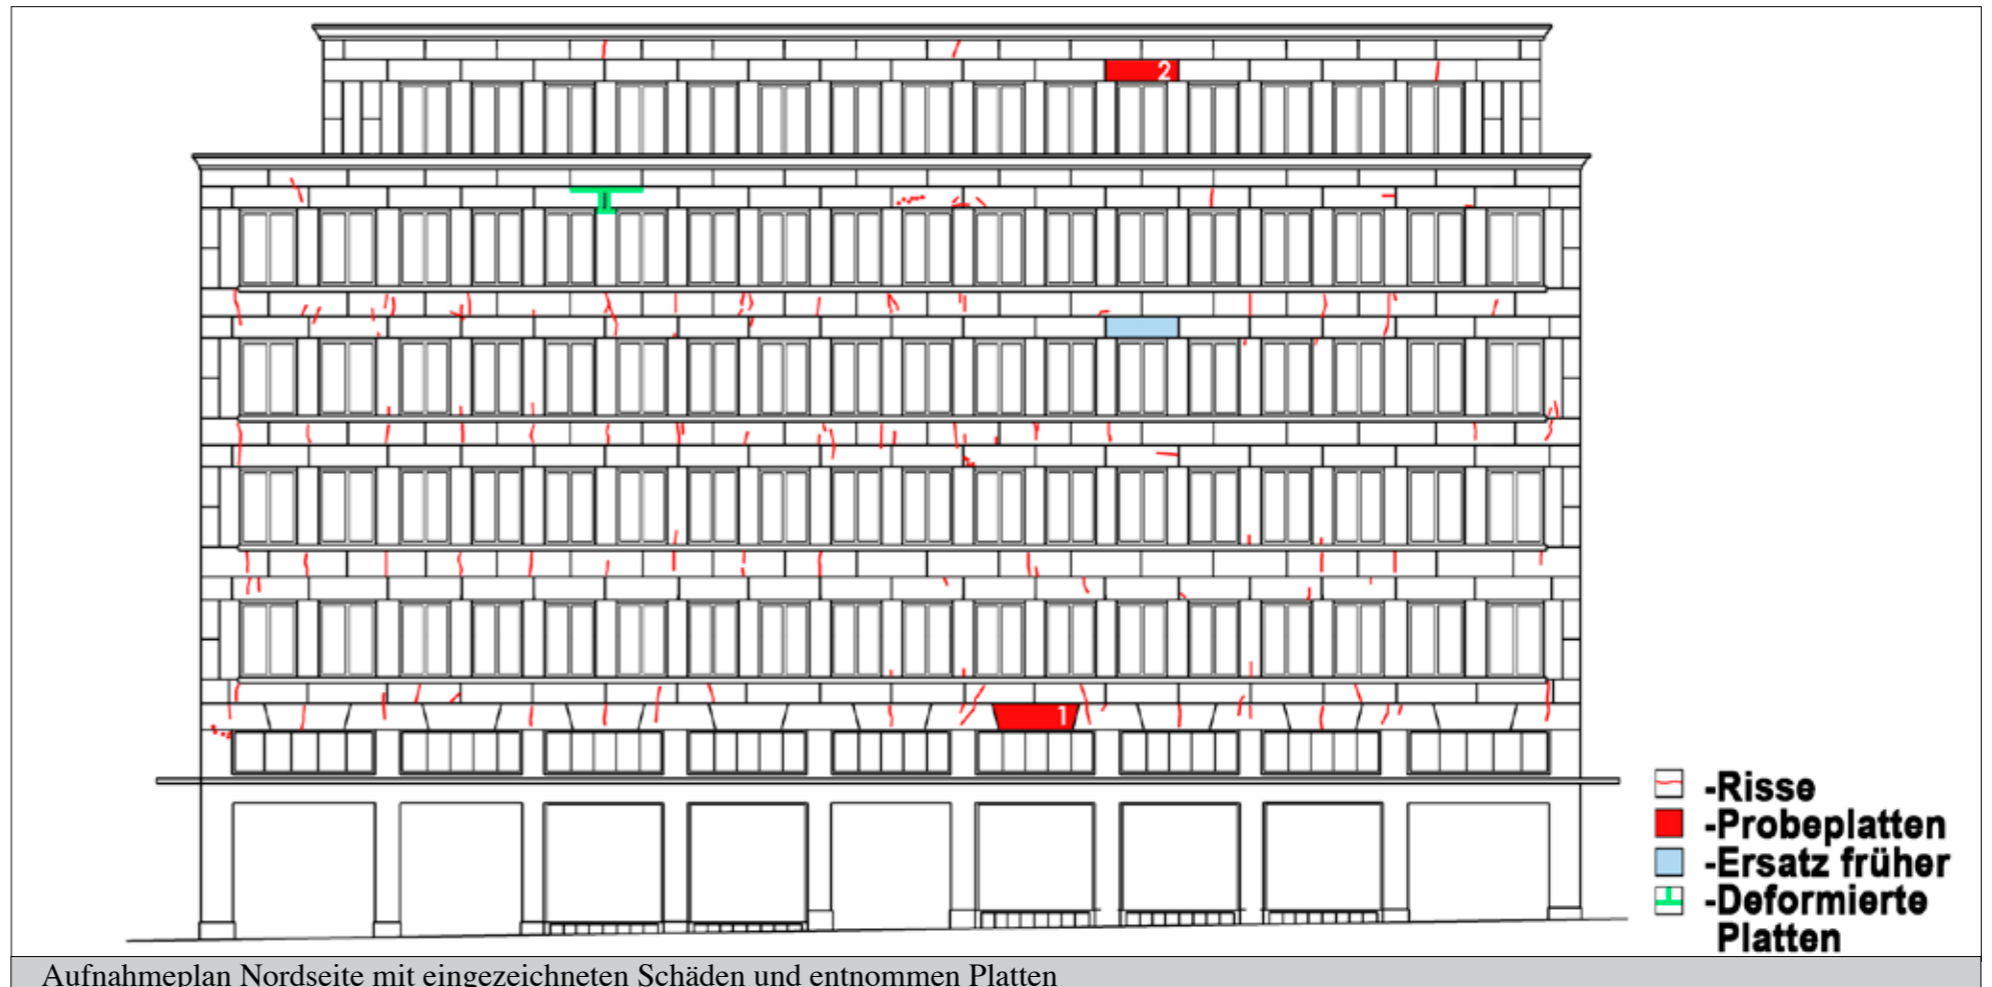 2
1
-Risse
-Probeplatten
-Ersatz früher
-Deformierte
Platten
Aufnahmeplan Nordseite mit eingezeichneten Schäden und entnommen Platten